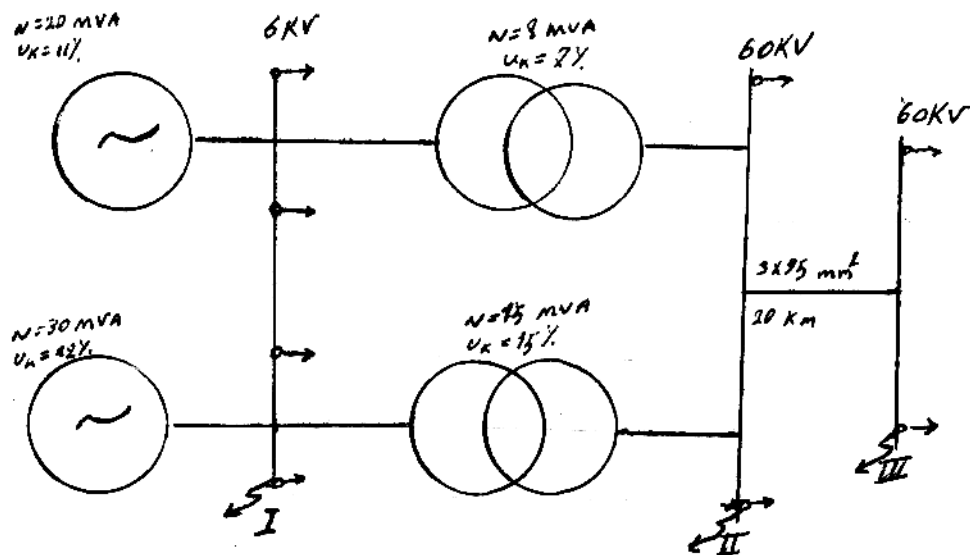 N=20 MVA
UK=11%
6KV
N=8 MVA
UK=7%
60KV
60KV
3x95 mm²
20 Km
N=30 MVA
UK=12%
N=15 MVA
UK=15%
I
II
III